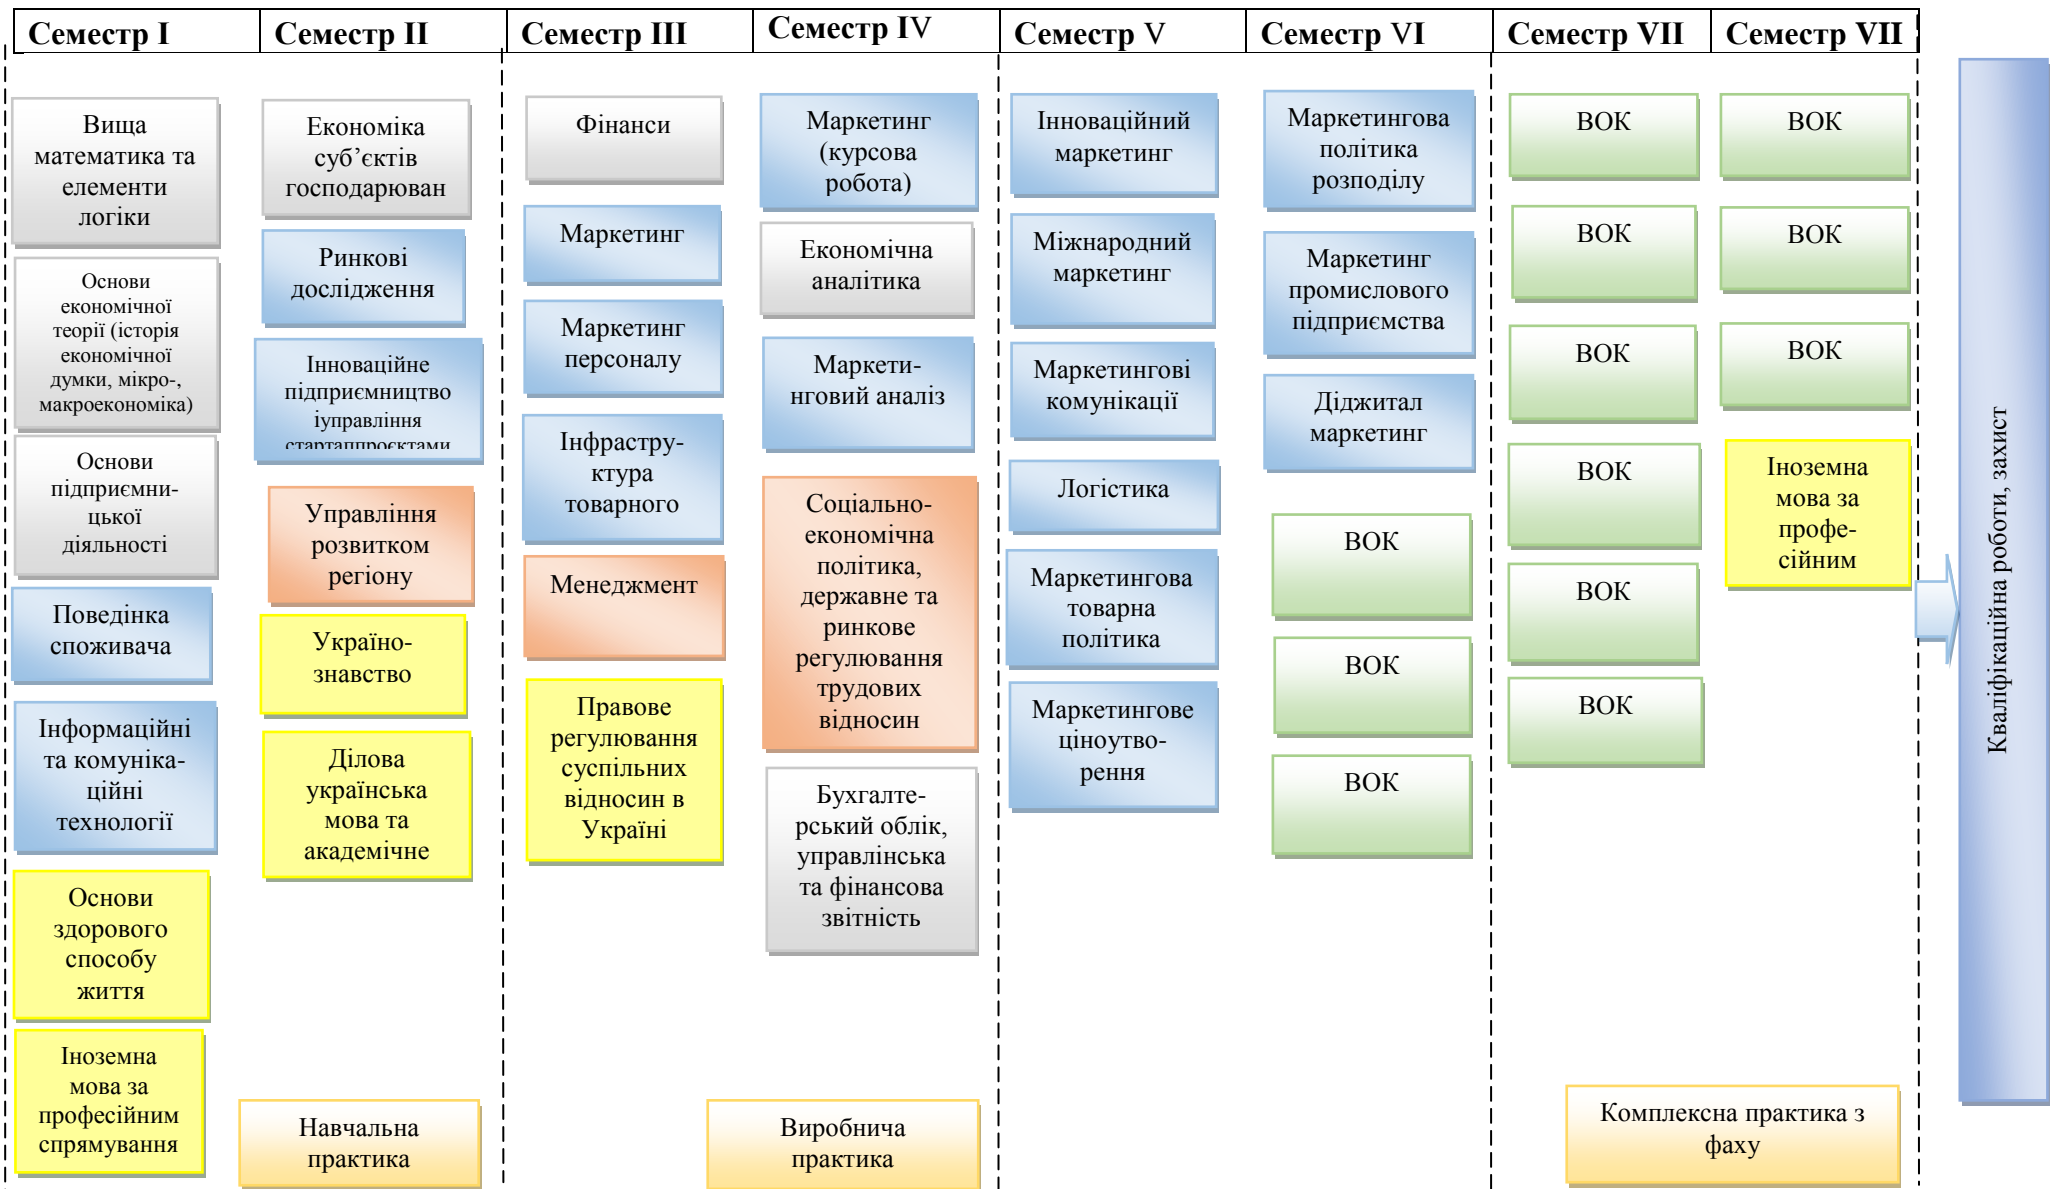 Семестр I
Семестр II
Семестр III
Семестр IV
Семестр V
Семестр VI
Семестр VII
Семестр VII
Вища
математика та
елементи
логіки
Основи
економічної
теорії (історія
економічної
думки, мікро-,
макроекономіка)
Основи
підприємни-
цької
діяльності
Поведінка
споживача
Інформаційні
та комуніка-
ційні
технології
Основи
здорового
способу
життя
Іноземна
мова за
професійним
спрямування
Економіка
суб’єктів
господарюван
Ринкові
дослідження
Інноваційне
підприємництво
іуправління
стартаппроєктами
Управління
розвитком
регіону
Україно-
знавство
Ділова
українська
мова та
академічне
Навчальна
практика
Фінанси
Маркетинг
Маркетинг
персоналу
Інфрастру-
ктура
товарного
Менеджмент
Правове
регулювання
суспільних
відносин в
Україні
Маркетинг
(курсова
робота)
Економічна
аналітика
Маркети-
нговий аналіз
Соціально-
економічна
політика,
державне та
ринкове
регулювання
трудових
відносин
Бухгалте-
рський облік,
управлінська
та фінансова
звітність
Виробнича
практика
Інноваційний
маркетинг
Міжнародний
маркетинг
Маркетингові
комунікації
Логістика
Маркетингова
товарна
політика
Маркетингове
ціноутво-
рення
Маркетингова
політика
розподілу
Маркетинг
промислового
підприємства
Діджитал
маркетинг
ВОК
ВОК
ВОК
ВОК
ВОК
ВОК
ВОК
ВОК
ВОК
ВОК
ВОК
ВОК
Іноземна
мова за
профе-
сійним
Комплексна практика з
фаху
Кваліфікаційна роботи, захист